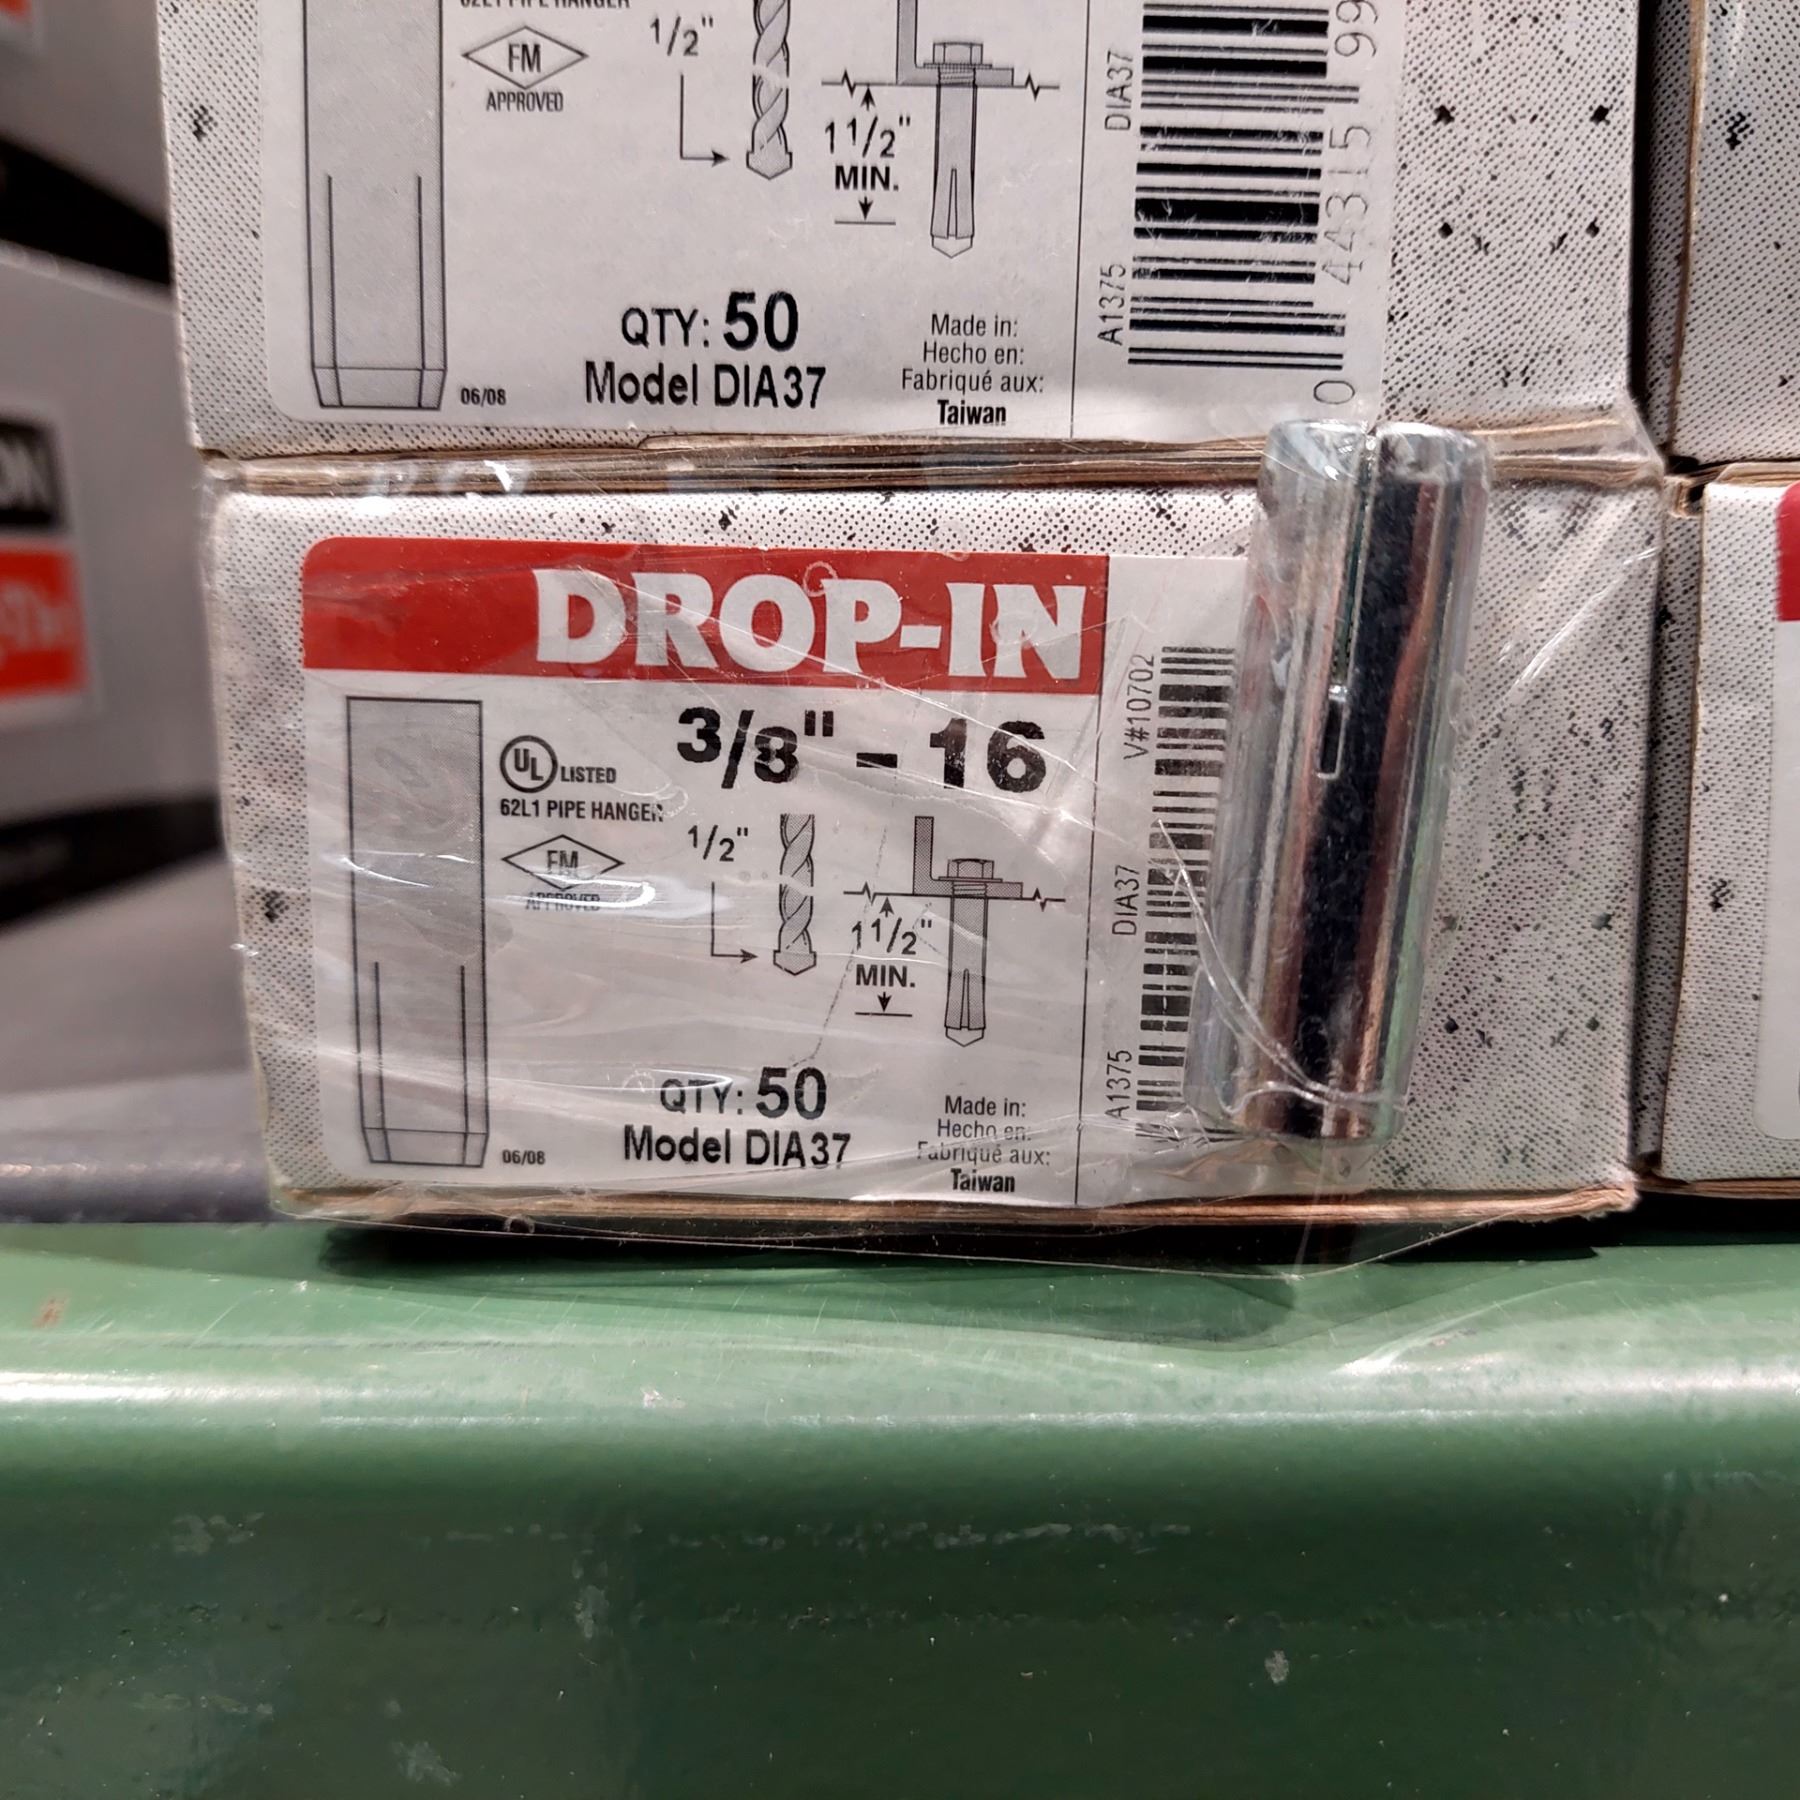 FM
APPROVED
1/2"
1 1/2"
MIN.
QTY: 50
Model DIA37
06/08
Made in:
Hecho en:
Fabriqué aux:
Taiwan
A1375
DIA37
0 44315 99
DROP-IN
3/8" - 16
UL LISTED
62L1 PIPE HANGER
FM
APPROVED
1/2"
1 1/2"
MIN.
QTY: 50
Model DIA37
06/08
Made in:
Hecho en:
Fabriqué aux:
Taiwan
A1375
DIA37
V#10702